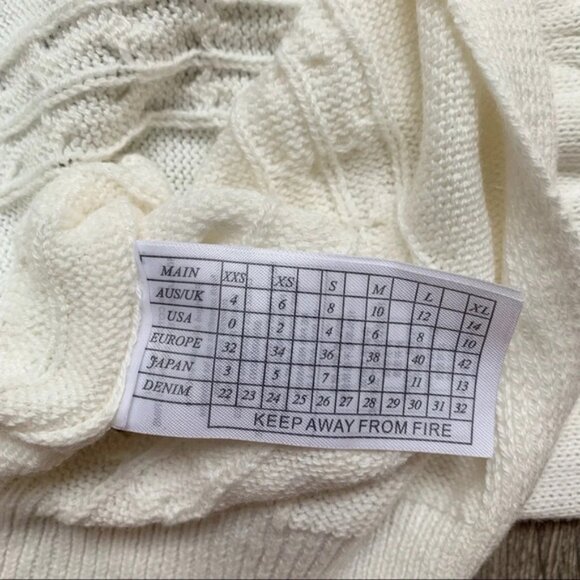 MAIN XXS XS S M L XL
AUS/UK 4 6 8 10 12 14
USA 0 2 4 6 8 10
EUROPE 32 34 36 38 40 42
JAPAN 3 5 7 9 11 13
DENIM 22 23 24 25 26 27 28 29 30 31 32
KEEP AWAY FROM FIRE